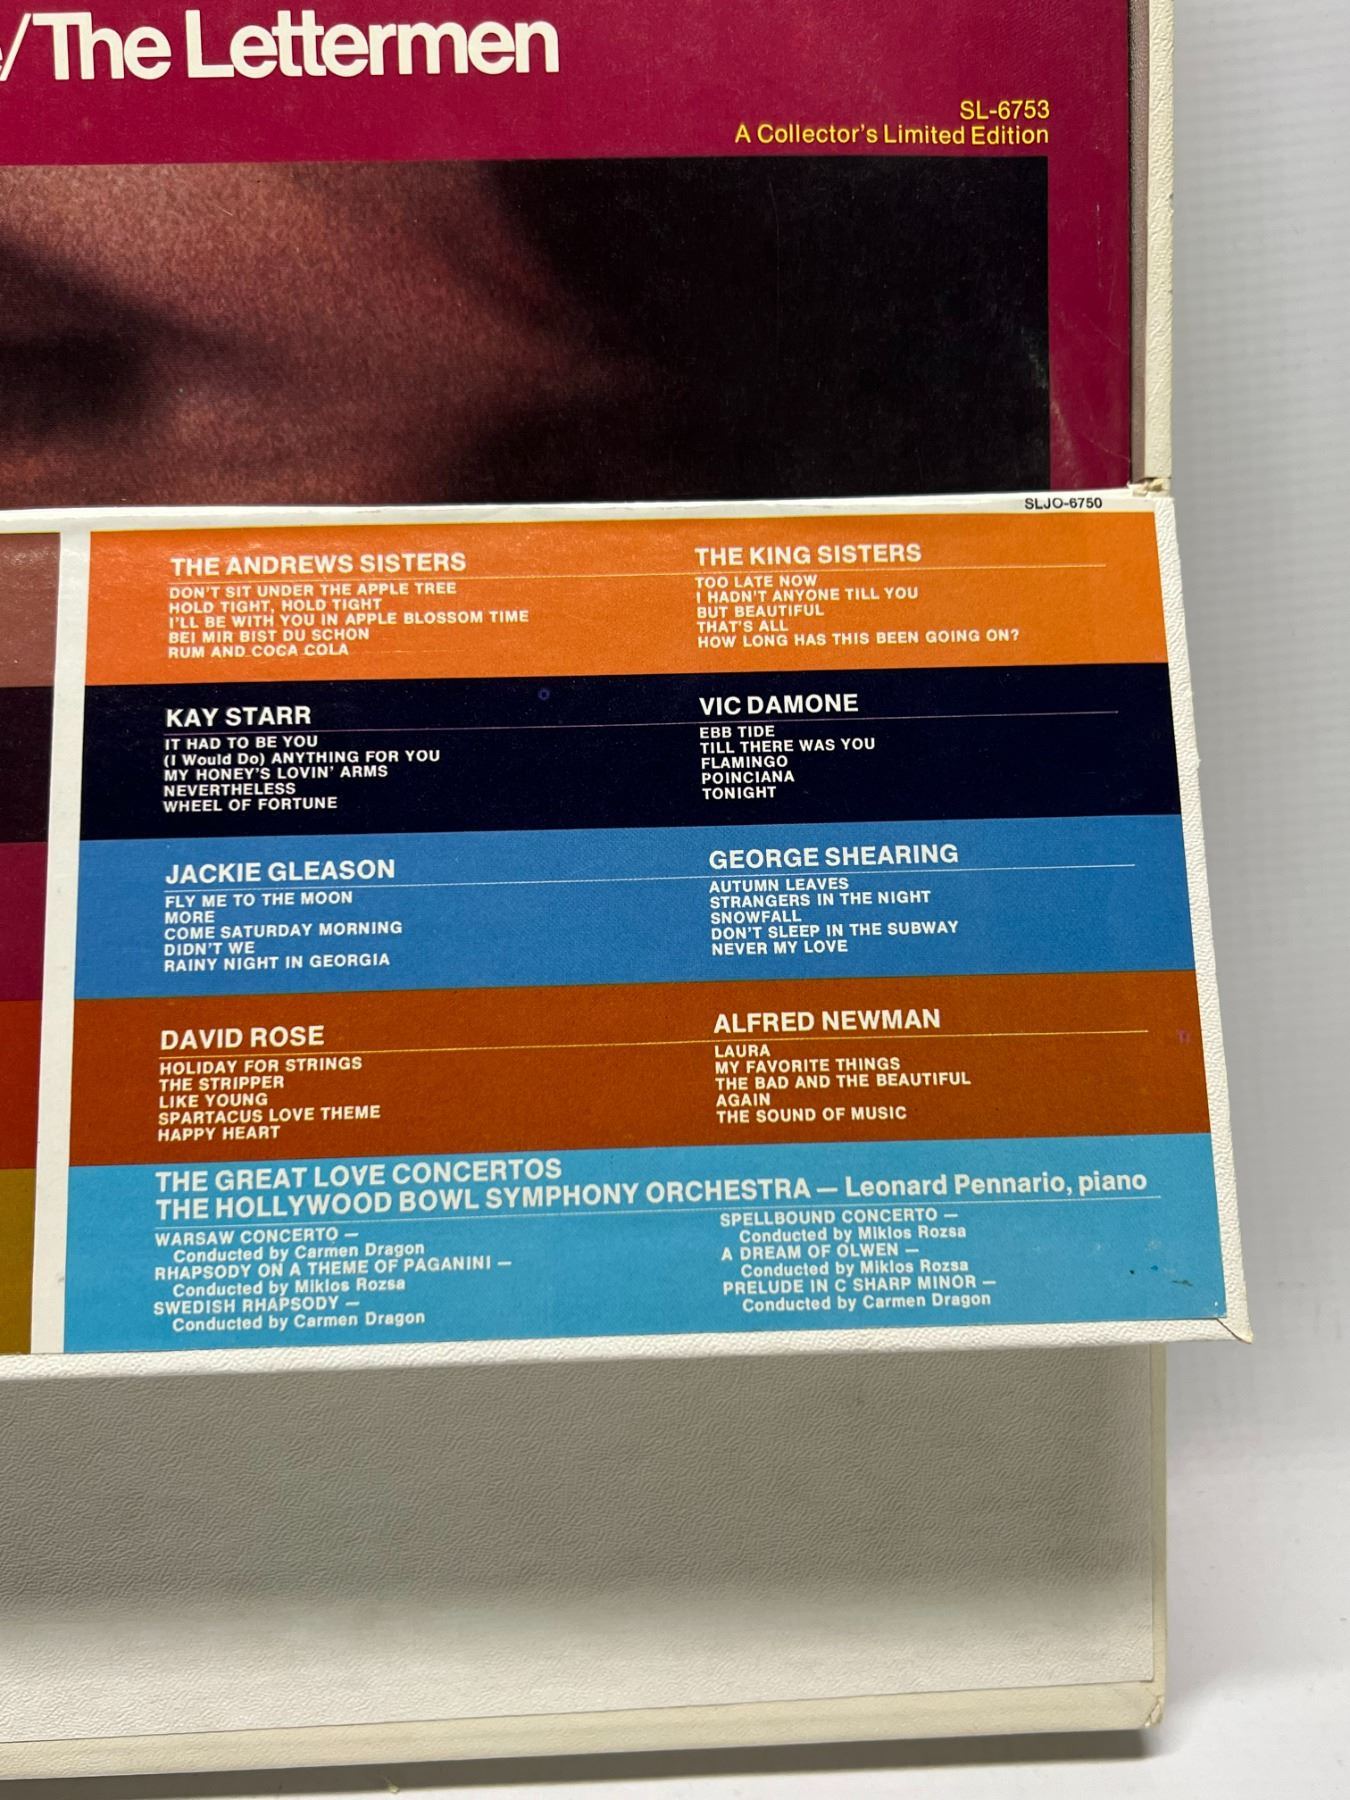 /The Lettermen
SL-6753
A Collector's Limited Edition
SLJO-6750
THE ANDREWS SISTERS
DON'T SIT UNDER THE APPLE TREE
HOLD TIGHT, HOLD TIGHT
I'LL BE WITH YOU IN APPLE BLOSSOM TIME
BEI MIR BIST DU SCHON
RUM AND COCA COLA
THE KING SISTERS
TOO LATE NOW
I HADN'T ANYONE TILL YOU
BUT BEAUTIFUL
THAT'S ALL
HOW LONG HAS THIS BEEN GOING ON?
KAY STARR
IT HAD TO BE YOU
(I Would Do) ANYTHING FOR YOU
MY HONEY'S LOVIN' ARMS
NEVERTHELESS
WHEEL OF FORTUNE
VIC DAMONE
EBB TIDE
TILL THERE WAS YOU
FLAMINGO
POINCIANA
TONIGHT
JACKIE GLEASON
FLY ME TO THE MOON
MORE
COME SATURDAY MORNING
DIDN'T WE
RAINY NIGHT IN GEORGIA
GEORGE SHEARING
AUTUMN LEAVES
STRANGERS IN THE NIGHT
SNOWFALL
DON'T SLEEP IN THE SUBWAY
NEVER MY LOVE
DAVID ROSE
HOLIDAY FOR STRINGS
THE STRIPPER
LIKE YOUNG
SPARTACUS LOVE THEME
HAPPY HEART
ALFRED NEWMAN
LAURA
MY FAVORITE THINGS
THE BAD AND THE BEAUTIFUL
AGAIN
THE SOUND OF MUSIC
THE GREAT LOVE CONCERTOS
THE HOLLYWOOD BOWL SYMPHONY ORCHESTRA — Leonard Pennario, piano
WARSAW CONCERTO —
Conducted by Carmen Dragon
RHAPSODY ON A THEME OF PAGANINI —
Conducted by Miklos Rozsa
SWEDISH RHAPSODY —
Conducted by Carmen Dragon
SPELLBOUND CONCERTO —
Conducted by Miklos Rozsa
A DREAM OF OLWEN —
Conducted by Miklos Rozsa
PRELUDE IN C SHARP MINOR —
Conducted by Carmen Dragon